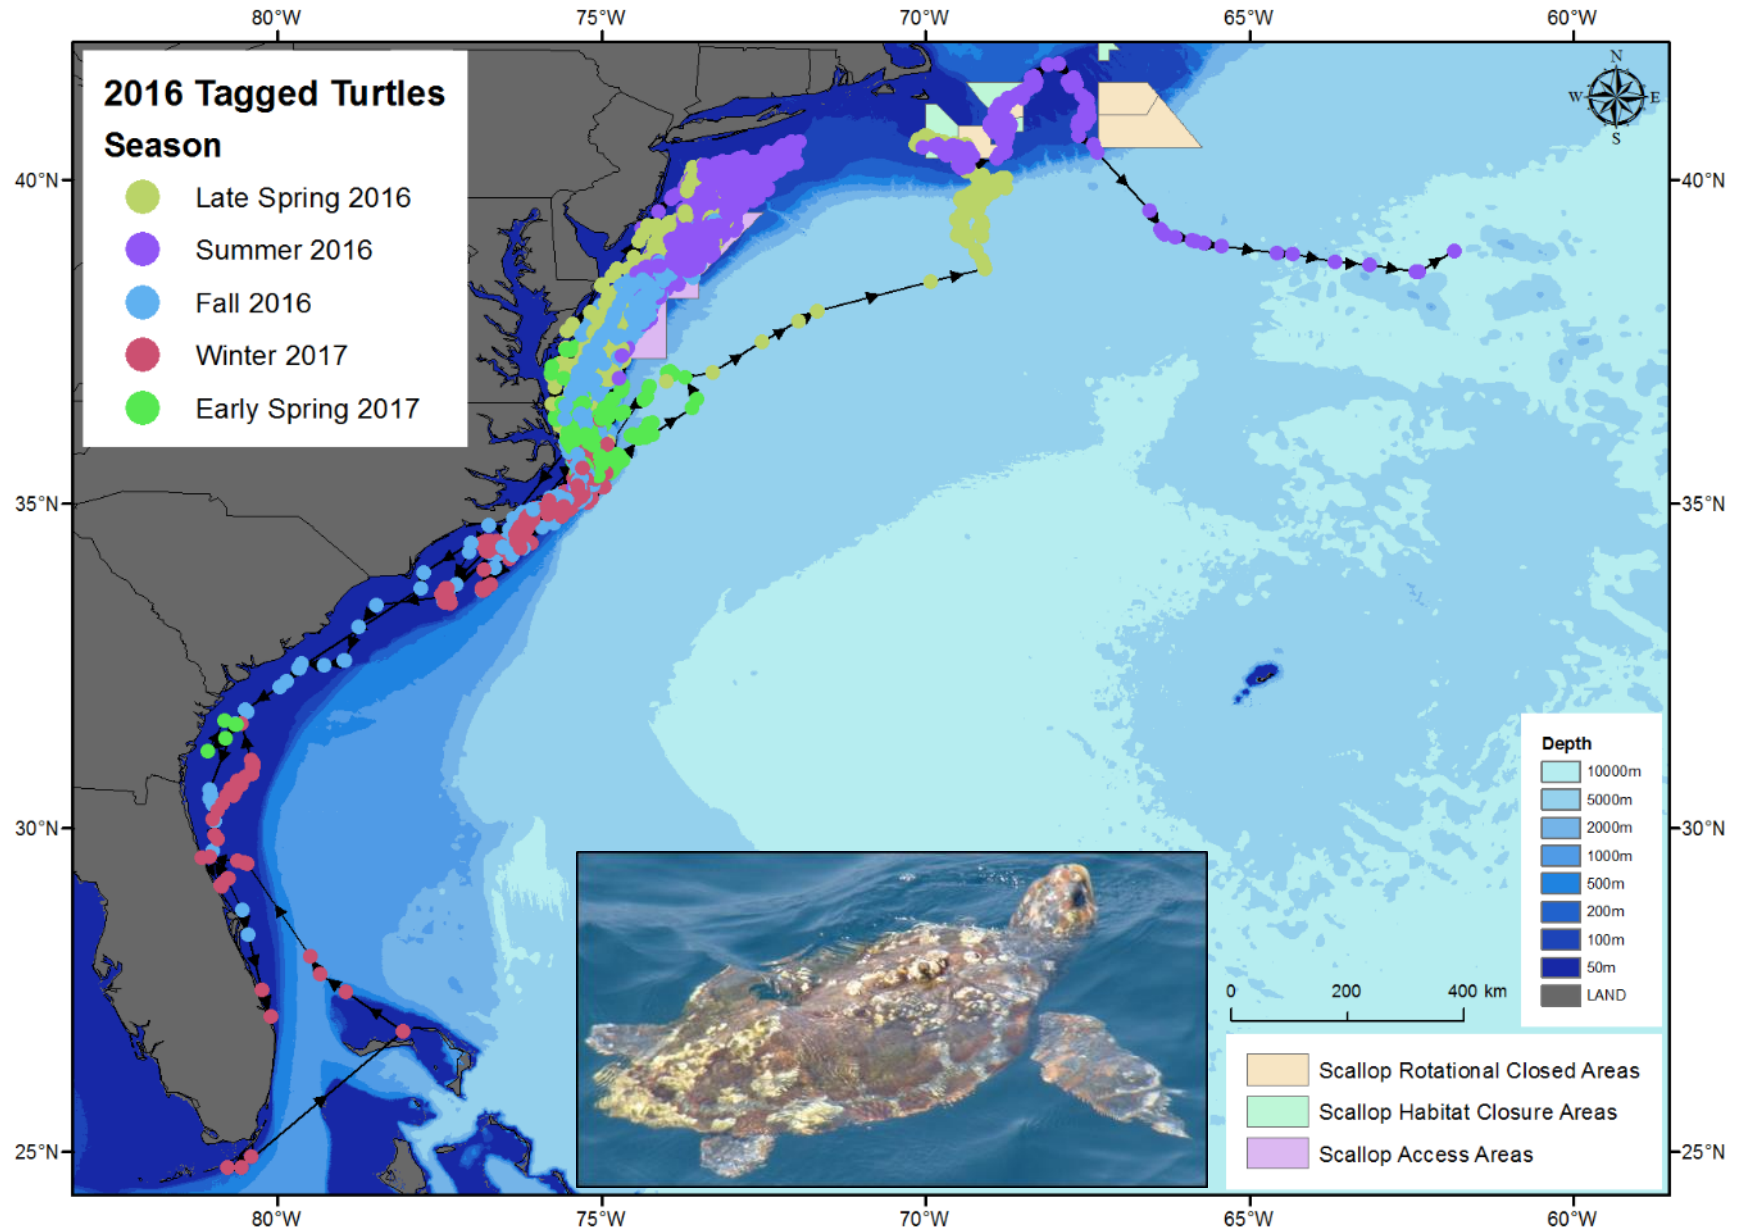 80°W 75°W 70°W 65°W 60°W
2016 Tagged Turtles
Season
Late Spring 2016
Summer 2016
Fall 2016
Winter 2017
Early Spring 2017
N
W E
S
40°N 40°N
35°N 35°N
30°N 30°N
25°N 25°N
Depth
10000m
5000m
2000m
1000m
500m
200m
100m
50m
LAND
0 200 400 km
Scallop Rotational Closed Areas
Scallop Habitat Closure Areas
Scallop Access Areas
80°W 75°W 70°W 65°W 60°W